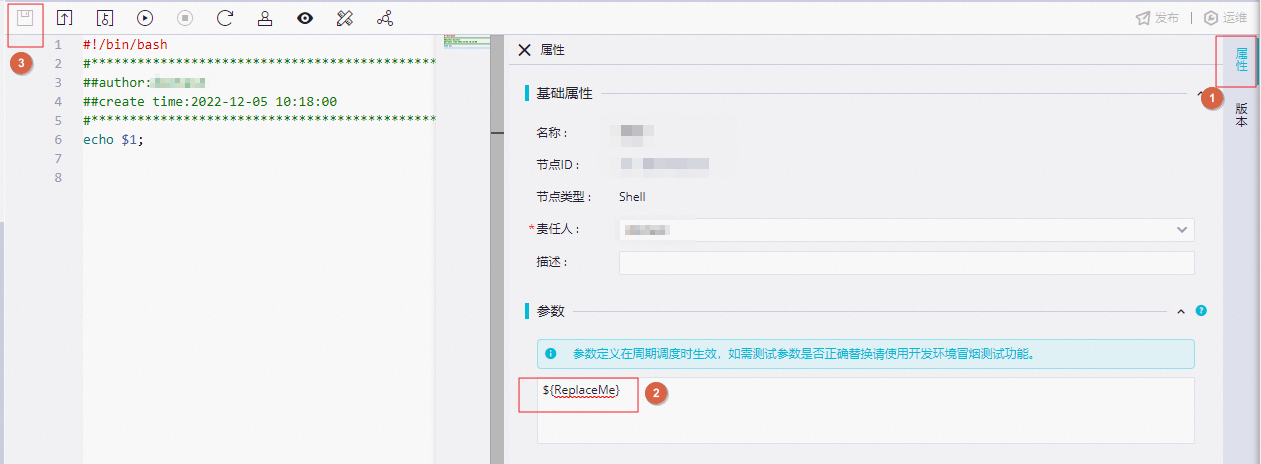 发布 | 运维
3
1 #!/bin/bash
2 #*********************************************
3 ##author:
4 ##create time:2022-12-05 10:18:00
5 #*********************************************
6 echo $1;
7
8
属性
基础属性
名称：
节点ID：
节点类型： Shell
*责任人：
描述：
参数
参数定义在周期调度时生效，如需测试参数是否正确替换请使用开发环境冒烟测试功能。
${ReplaceMe}
2
属性
1
版本